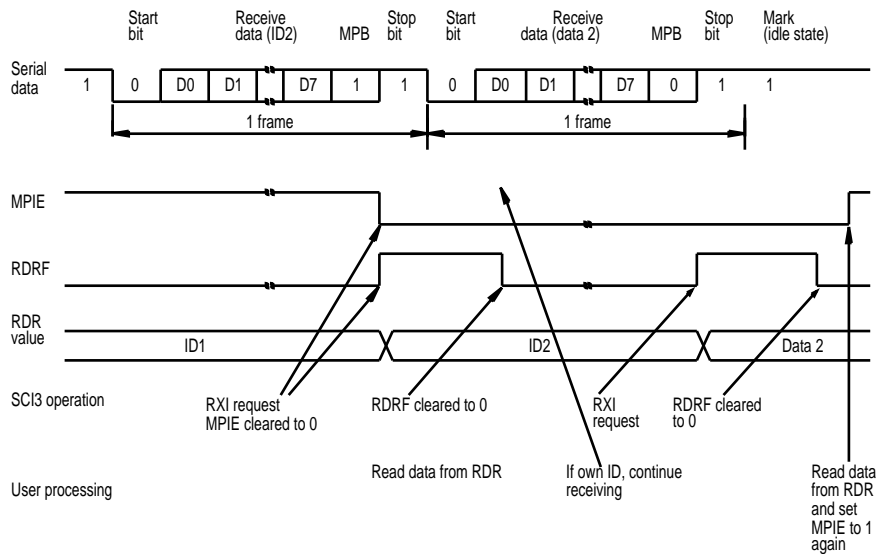 Start
bit
Receive
data (ID2)
MPB
Stop
bit
Start
bit
Receive
data (data 2)
MPB
Stop
bit
Mark
(idle state)
Serial
data
1 0 D0 D1 D7 1 1 0 D0 D1 D7 0 1 1
1 frame 1 frame
MPIE
RDRF
RDR
value
ID1 ID2 Data 2
SCI3 operation
RXI request
MPIE cleared to 0
RDRF cleared to 0
RXI
request
RDRF cleared
to 0
User processing
Read data from RDR
If own ID, continue
receiving
Read data
from RDR
and set
MPIE to 1
again